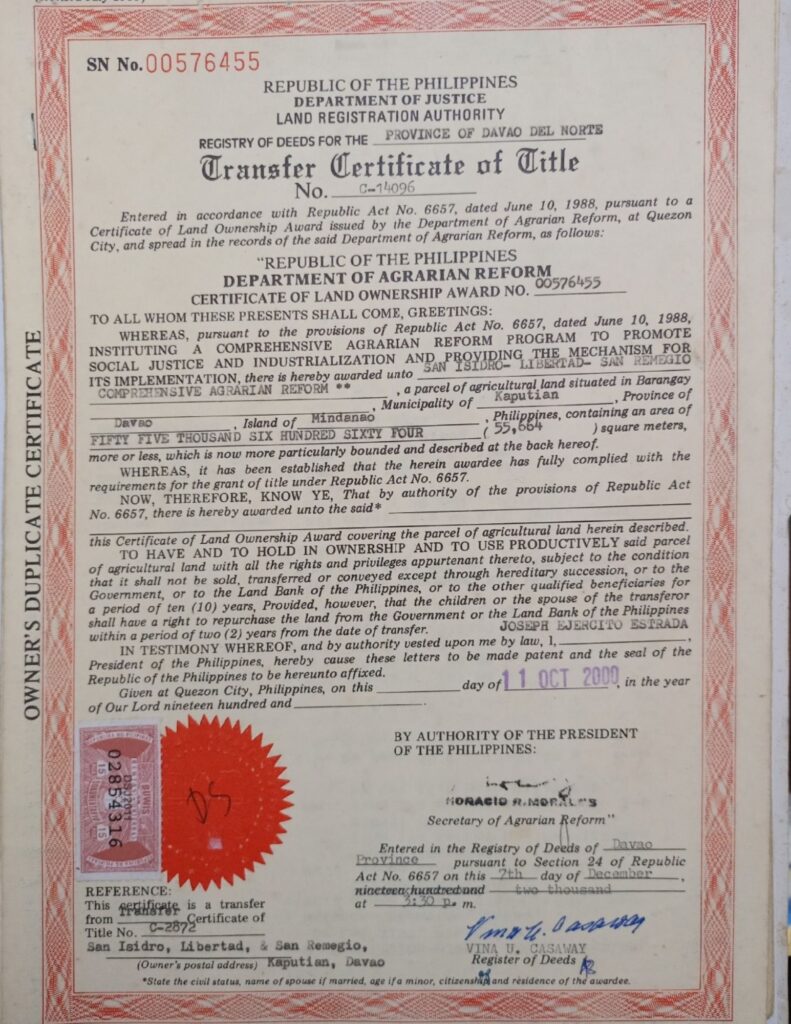 SN No. 00576455
REPUBLIC OF THE PHILIPPINES
DEPARTMENT OF JUSTICE
LAND REGISTRATION AUTHORITY
REGISTRY OF DEEDS FOR THE PROVINCE OF DAVAO DEL NORTE
Transfer Certificate of Title
No. C-14096
Entered in accordance with Republic Act No. 6657, dated June 10, 1988, pursuant to a
Certificate of Land Ownership Award issued by the Department of Agrarian Reform, at Quezon
City, and spread in the records of the said Department of Agrarian Reform, as follows:
"REPUBLIC OF THE PHILIPPINES
DEPARTMENT OF AGRARIAN REFORM
CERTIFICATE OF LAND OWNERSHIP AWARD NO. 00576455
TO ALL WHOM THESE PRESENTS SHALL COME, GREETINGS:
WHEREAS, pursuant to the provisions of Republic Act No. 6657, dated June 10, 1988,
INSTITUTING A COMPREHENSIVE AGRARIAN REFORM PROGRAM TO PROMOTE
SOCIAL JUSTICE AND INDUSTRIALIZATION AND PROVIDING THE MECHANISM FOR
ITS IMPLEMENTATION, there is hereby awarded unto SAN ISIDRO- LIBERTAD- SAN REMEGIO
COMPREHENSIVE AGRARIAN REFORM ** , a parcel of agricultural land situated in Barangay
, Municipality of Kaputian , Province of
Davao , Island of Mindanao , Philippines, containing an area of
FIFTY FIVE THOUSAND SIX HUNDRED SIXTY FOUR ( 55,664 ) square meters,
more or less, which is now more particularly bounded and described at the back hereof.
WHEREAS, it has been established that the herein awardee has fully complied with the
requirements for the grant of title under Republic Act No. 6657.
NOW, THEREFORE, KNOW YE, That by authority of the provisions of Republic Act
No. 6657, there is hereby awarded unto the said*
this Certificate of Land Ownership Award covering the parcel of agricultural land herein described.
TO HAVE AND TO HOLD IN OWNERSHIP AND TO USE PRODUCTIVELY said parcel
of agricultural land with all the rights and privileges appurtenant thereto, subject to the condition
that it shall not be sold, transferred or conveyed except through hereditary succession, or to the
Government, or to the Land Bank of the Philippines, or to the other qualified beneficiaries for
a period of ten (10) years, Provided, however, that the children or the spouse of the transferor
shall have a right to repurchase the land from the Government or the Land Bank of the Philippines
within a period of two (2) years from the date of transfer. JOSEPH EJERCITO ESTRADA
IN TESTIMONY WHEREOF, and by authority vested upon me by law, I, ,
President of the Philippines, hereby cause these letters to be made patent and the seal of the
Republic of the Philippines to be hereunto affixed.
Given at Quezon City, Philippines, on this day of 11 OCT 2000, in the year
of Our Lord nineteen hundred and .
BY AUTHORITY OF THE PRESIDENT
OF THE PHILIPPINES:
HORACIO R. MORALES
Secretary of Agrarian Reform"
Entered in the Registry of Deeds of Davao
Province pursuant to Section 24 of Republic
Act No. 6657 on this 7th day of December ,
nineteen hundred and two thousand
at 3:30 p. m.
Vina U. Casaway
VINA U. CASAWAY
Register of Deeds
OWNER'S DUPLICATE CERTIFICATE
02854316
15
15
DS
REFERENCE:
This certificate is a transfer
from Transfer Certificate of
Title No. C-2872
San Isidro, Libertad, & San Remegio,
(Owner's postal address) Kaputian, Davao
*State the civil status, name of spouse if married, age if a minor, citizenship and residence of the awardee.